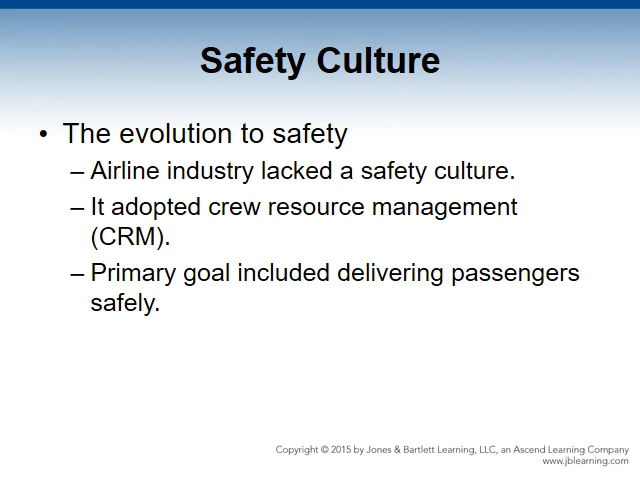 Safety Culture
• The evolution to safety
– Airline industry lacked a safety culture.
– It adopted crew resource management
(CRM).
– Primary goal included delivering passengers
safely.
Copyright © 2015 by Jones & Bartlett Learning, LLC, an Ascend Learning Company
www.jblearning.com